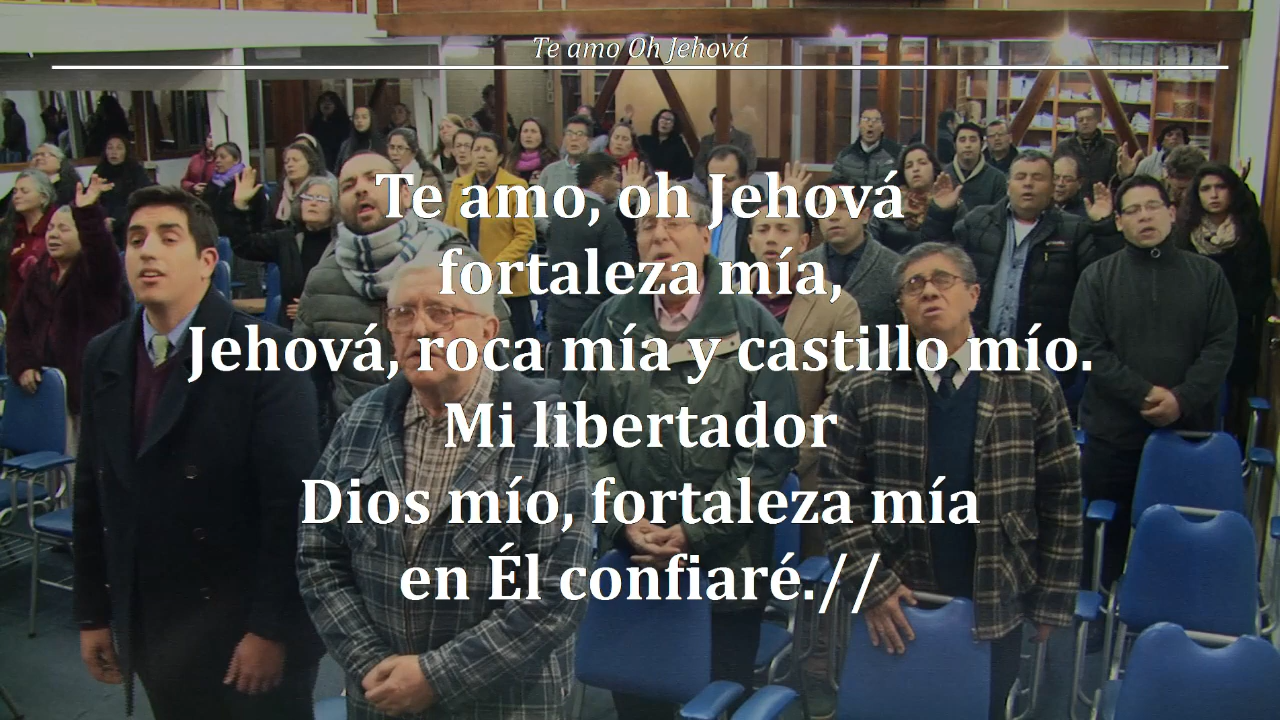 Te amo Oh Jehová
Te amo, oh Jehová
fortaleza mía,
Jehová, roca mía y castillo mío.
Mi libertador
Dios mío, fortaleza mía
en Él confiaré.//